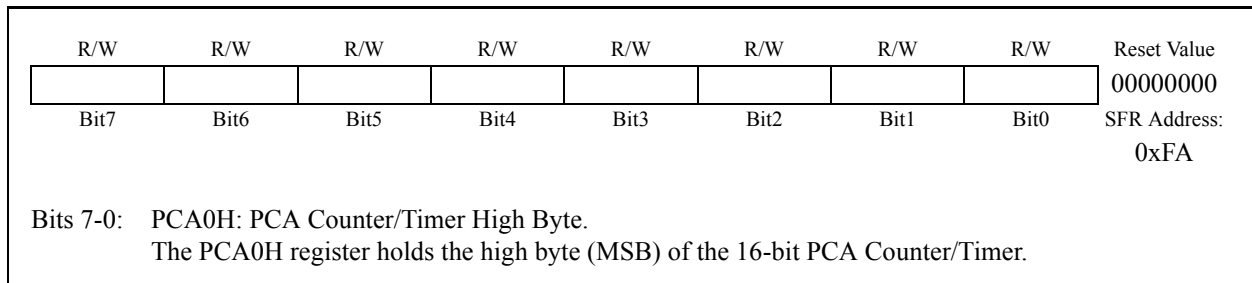 R/W R/W R/W R/W R/W R/W R/W R/W Reset Value
00000000
Bit7 Bit6 Bit5 Bit4 Bit3 Bit2 Bit1 Bit0 SFR Address:
0xFA
Bits 7-0: PCA0H: PCA Counter/Timer High Byte.
The PCA0H register holds the high byte (MSB) of the 16-bit PCA Counter/Timer.